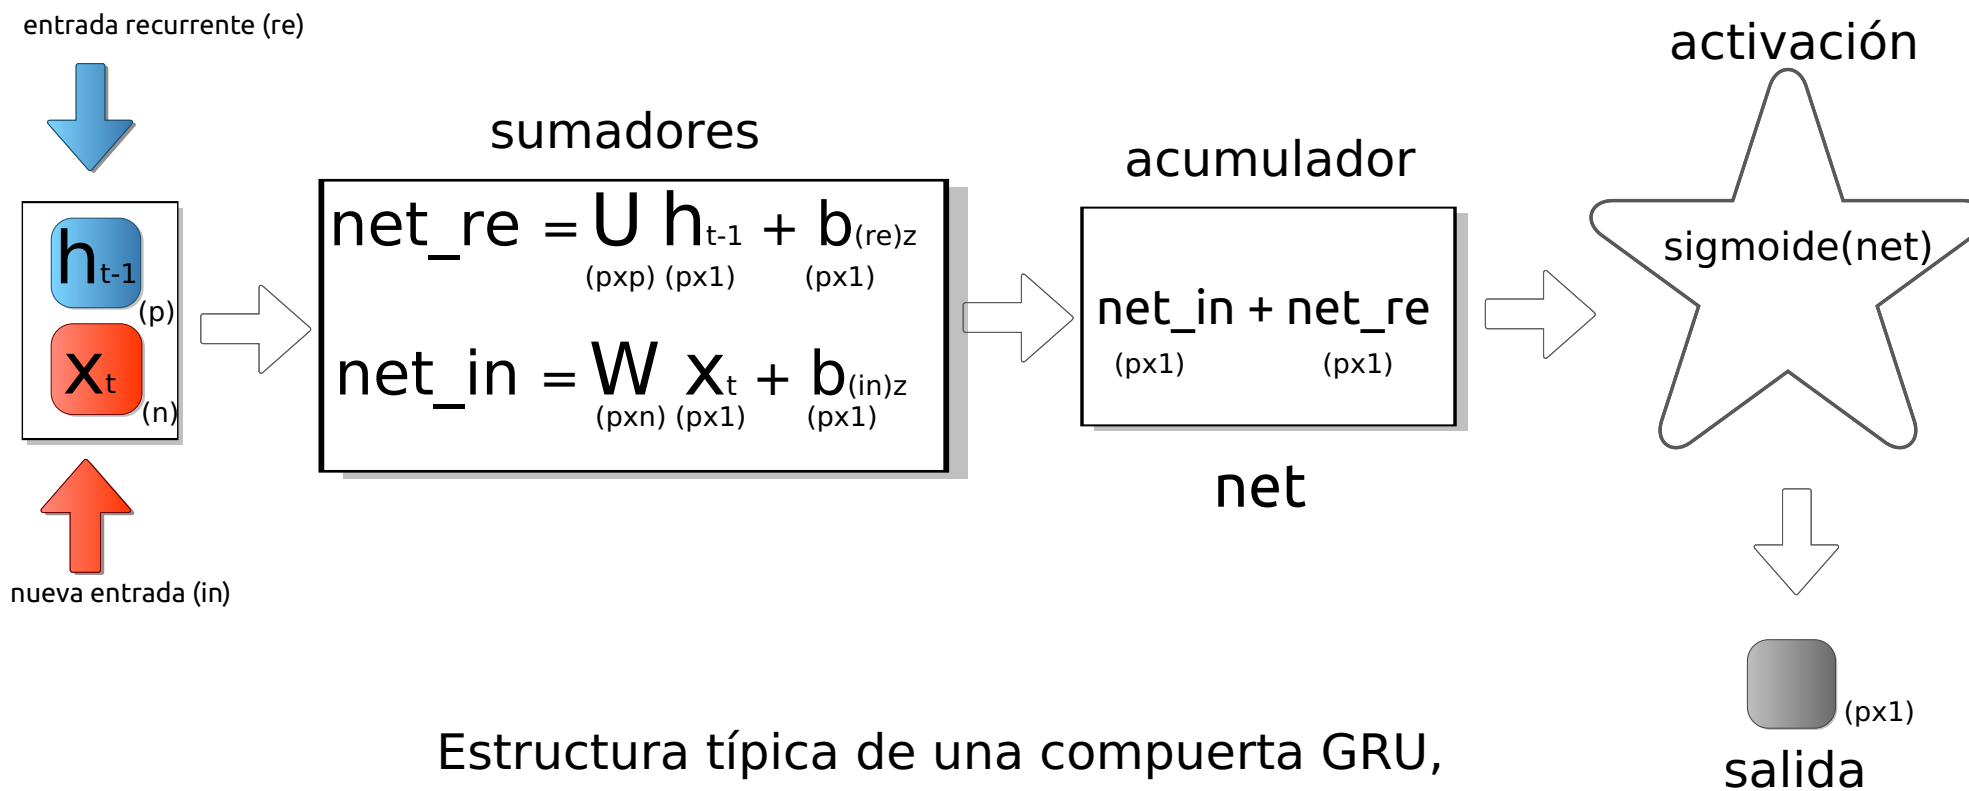 entrada recurrente (re)
h t-1
(p)
x t
(n)
nueva entrada (in)
sumadores
net_re = U h t-1 + b (re)z
(pxp) (px1) (px1)
net_in = W x t + b (in)z
(pxn) (px1) (px1)
acumulador
net_in + net_re
(px1) (px1)
net
activación
sigmoide(net)
(px1)
salida
Estructura típica de una compuerta GRU,